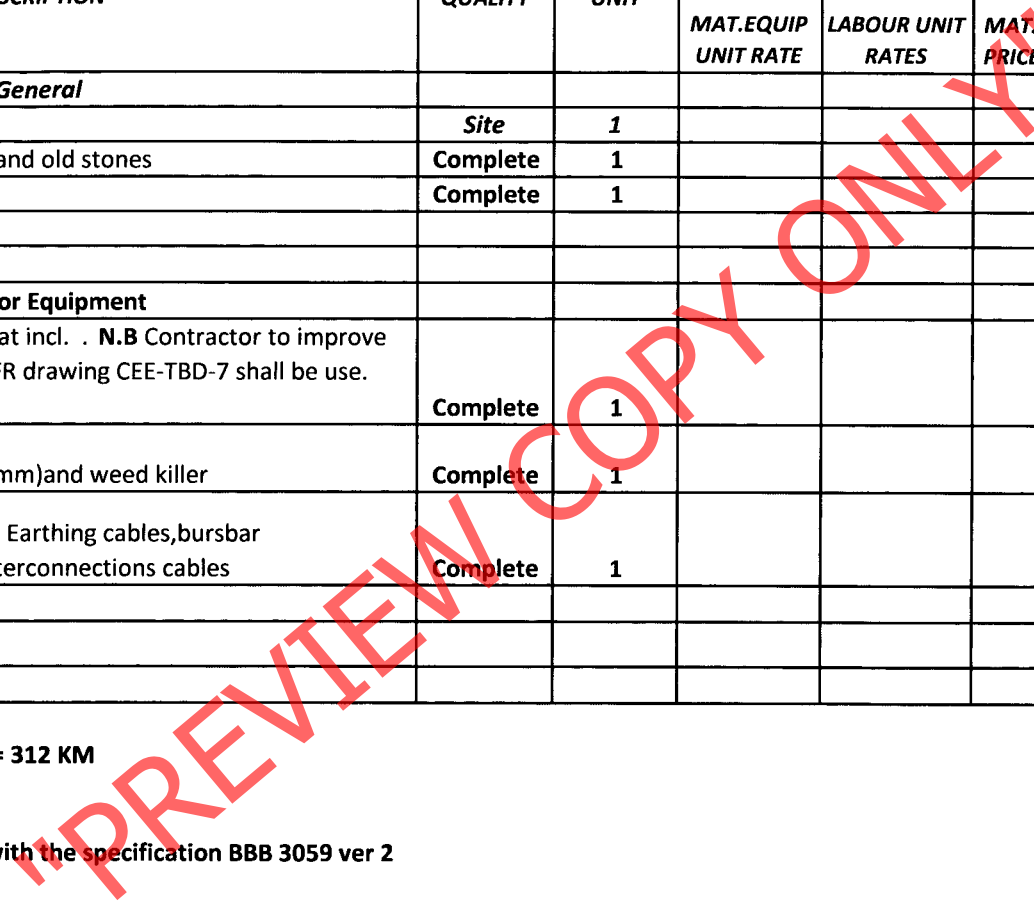 QUALITY UNIT
MAT.EQUIP UNIT RATE LABOUR UNIT RATES
General
Site 1
and old stones Complete 1
Complete 1
or Equipment
at incl. . N.B Contractor to improve
R drawing CEE-TBD-7 shall be use.
Complete 1
mm)and weed killer Complete 1
Earthing cables,bursbar
terconnections cables Complete 1
= 312 KM
with the specification BBB 3059 ver 2
"PREVIEW COPY ONLY"